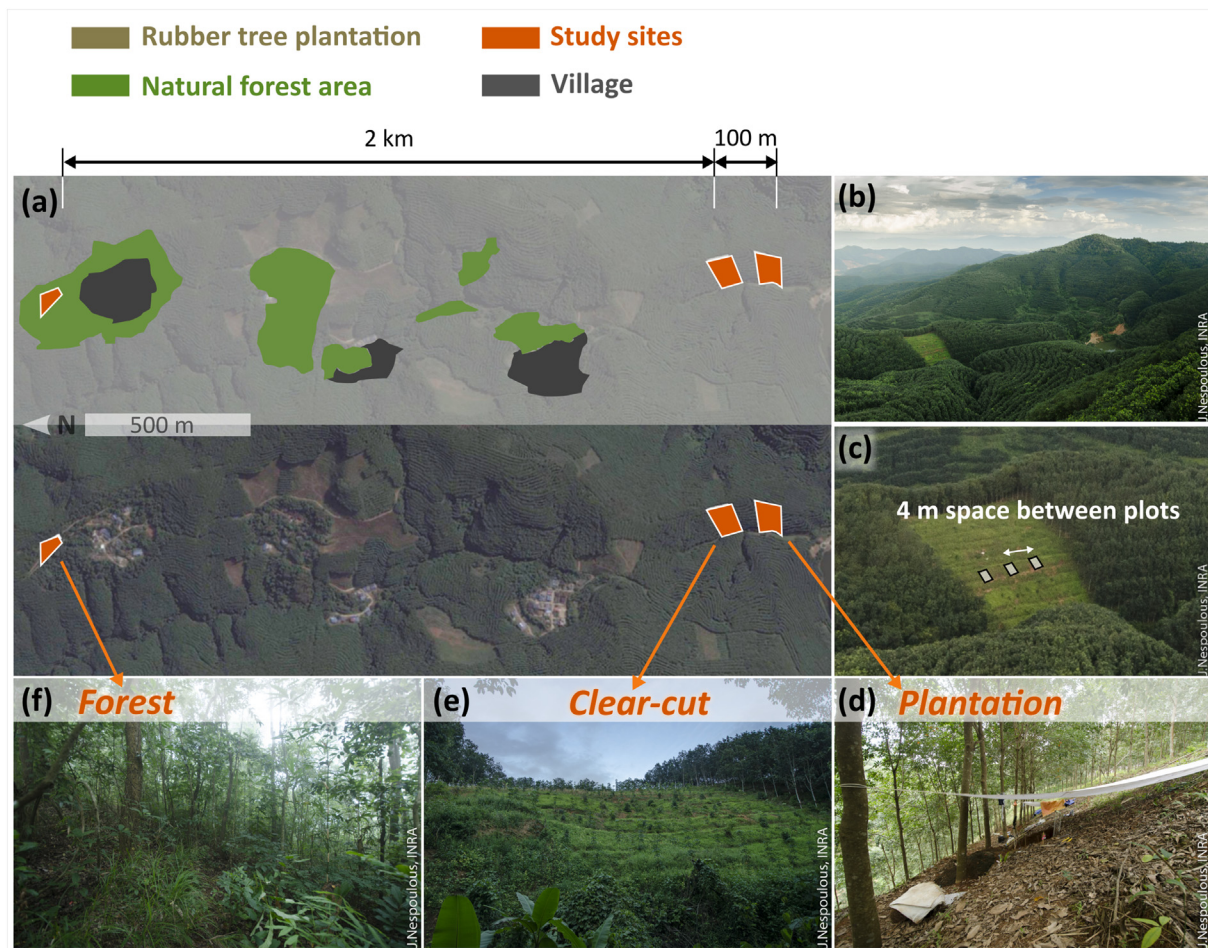 Rubber tree plantation
Study sites
Natural forest area
Village
2 km
100 m
(a)
(b)
J.Nespoulous, INRA
N
500 m
(c)
4 m space between plots
J.Nespoulous, INRA
(f)
Forest
J.Nespoulous, INRA
(e)
Clear-cut
J.Nespoulous, INRA
(d)
Plantation
J.Nespoulous, INRA